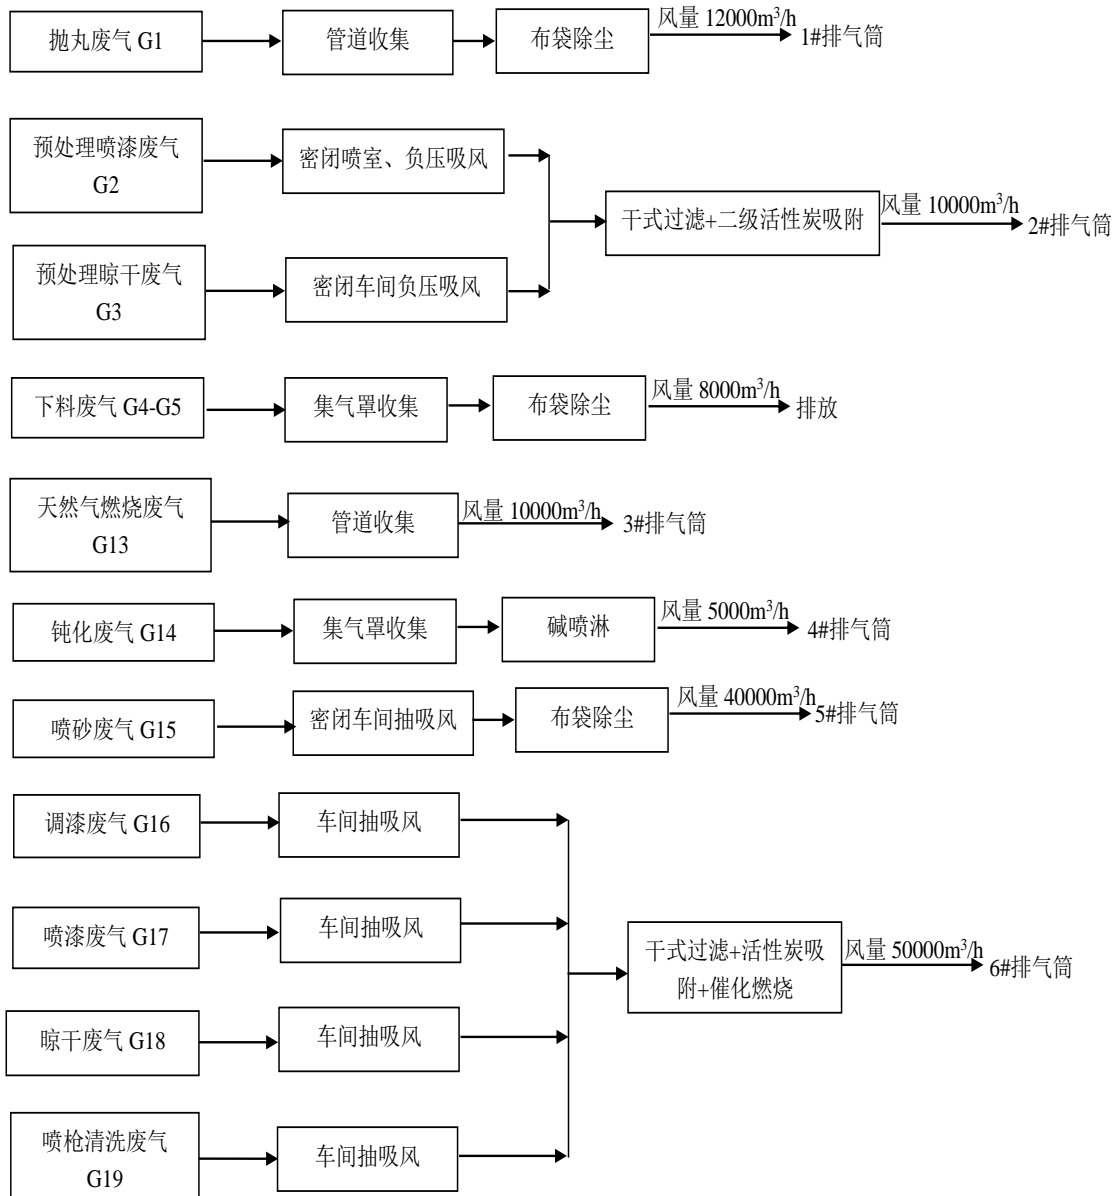 抛丸废气 G1
管道收集
布袋除尘
风量 12000m³/h
1#排气筒
预处理喷漆废气
G2
密闭喷室、负压吸风
预处理晾干废气
G3
密闭车间负压吸风
干式过滤+二级活性炭吸附
风量 10000m³/h
2#排气筒
下料废气 G4-G5
集气罩收集
布袋除尘
风量 8000m³/h
排放
天然气燃烧废气
G13
管道收集
风量 10000m³/h
3#排气筒
钝化废气 G14
集气罩收集
碱喷淋
风量 5000m³/h
4#排气筒
喷砂废气 G15
密闭车间抽吸风
布袋除尘
风量 40000m³/h
5#排气筒
调漆废气 G16
车间抽吸风
喷漆废气 G17
车间抽吸风
干式过滤+活性炭吸
附+催化燃烧
风量 50000m³/h
6#排气筒
晾干废气 G18
车间抽吸风
喷枪清洗废气
G19
车间抽吸风